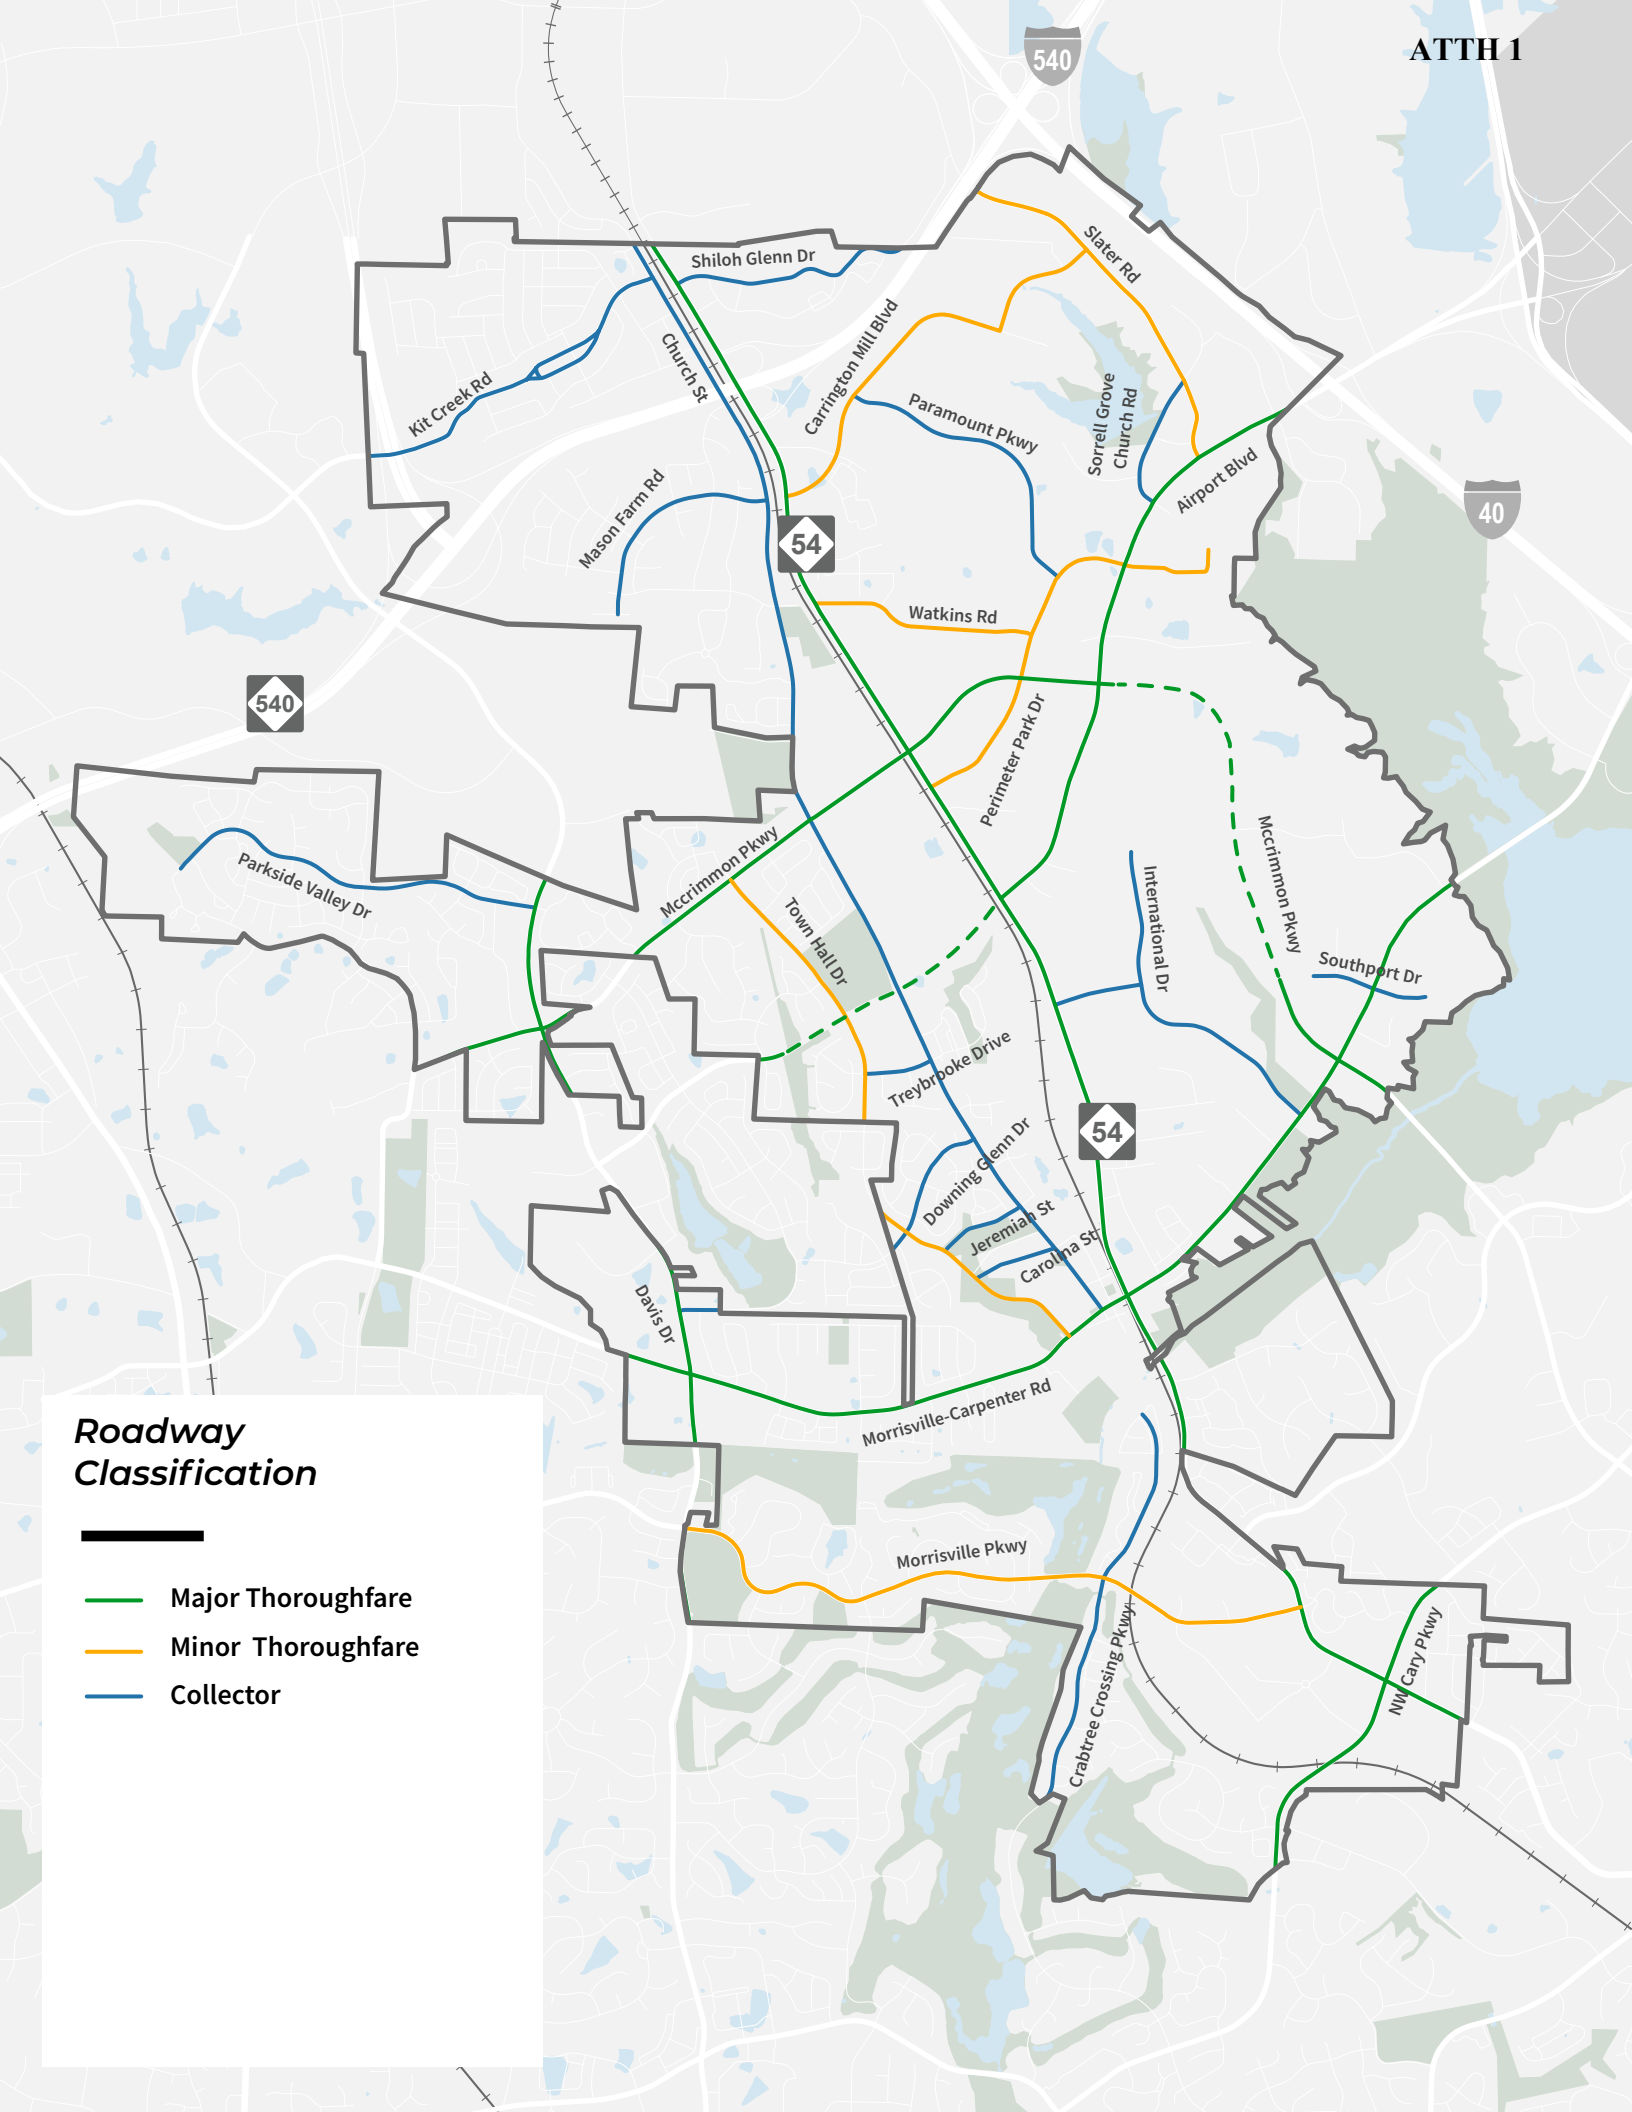 ATTH 1
540
Slater Rd
Shiloh Glenn Dr
Church St
Carrington Mill Blvd
Kit Creek Rd
Paramount Pkwy
Sorrell Grove
Church Rd
Airport Blvd
Mason Farm Rd
40
54
Watkins Rd
540
Perimeter Park Dr
Mccrimmon Pkwy
Mccrimmon Pkwy
Parkside Valley Dr
Town Hall Dr
International Dr
Southport Dr
Treybrooke Drive
54
Downing Glenn Dr
Jeremiah St
Carolina St
Davis Dr
Morrisville-Carpenter Rd
Morrisville Pkwy
Crabtree Crossing Pkwy
NW Cary Pkwy
Roadway
Classification
Major Thoroughfare
Minor Thoroughfare
Collector